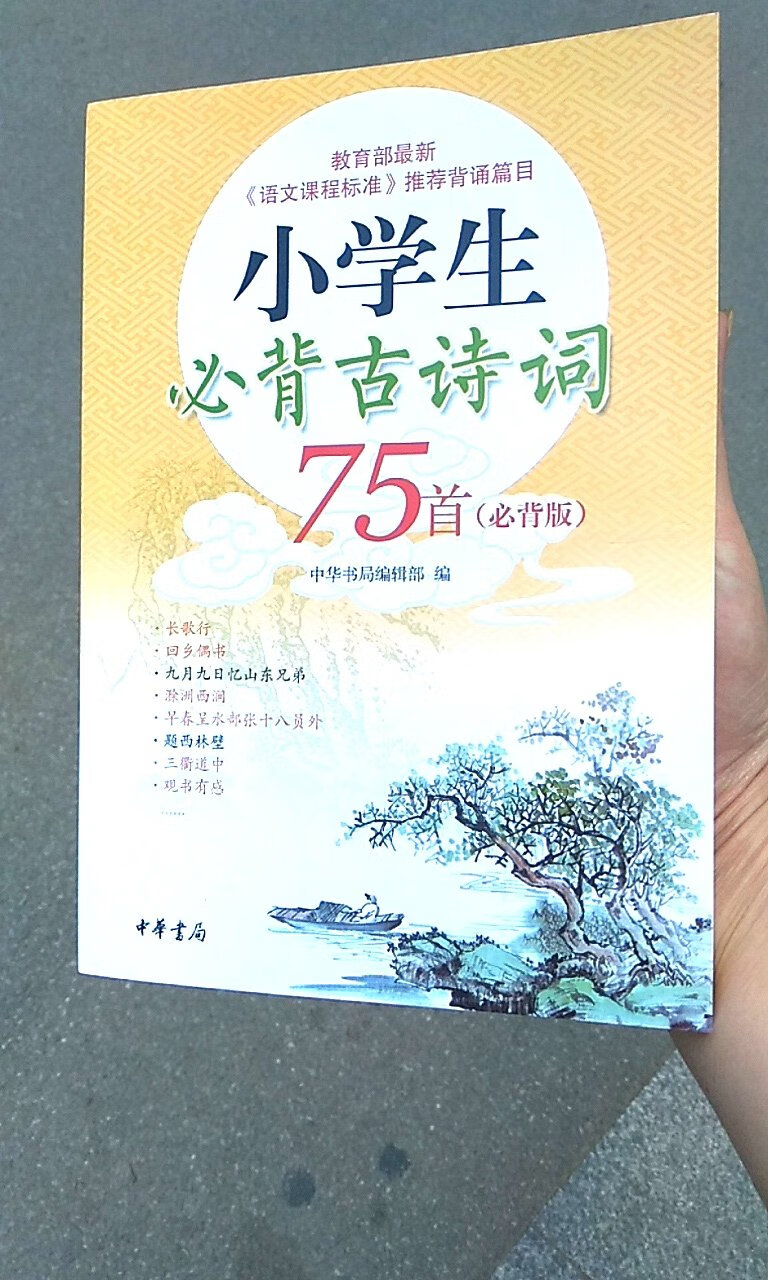 教育部最新
《语文课程标准》推荐背诵篇目
小学生
必背古诗词
75首(必背版)
中华书局编辑部 编
·长歌行
·回乡偶书
·九月九日忆山东兄弟
·滁洲西涧
·早春呈水部张十八员外
·题西林壁
·三衢道中
·观书有感
······
中華書局